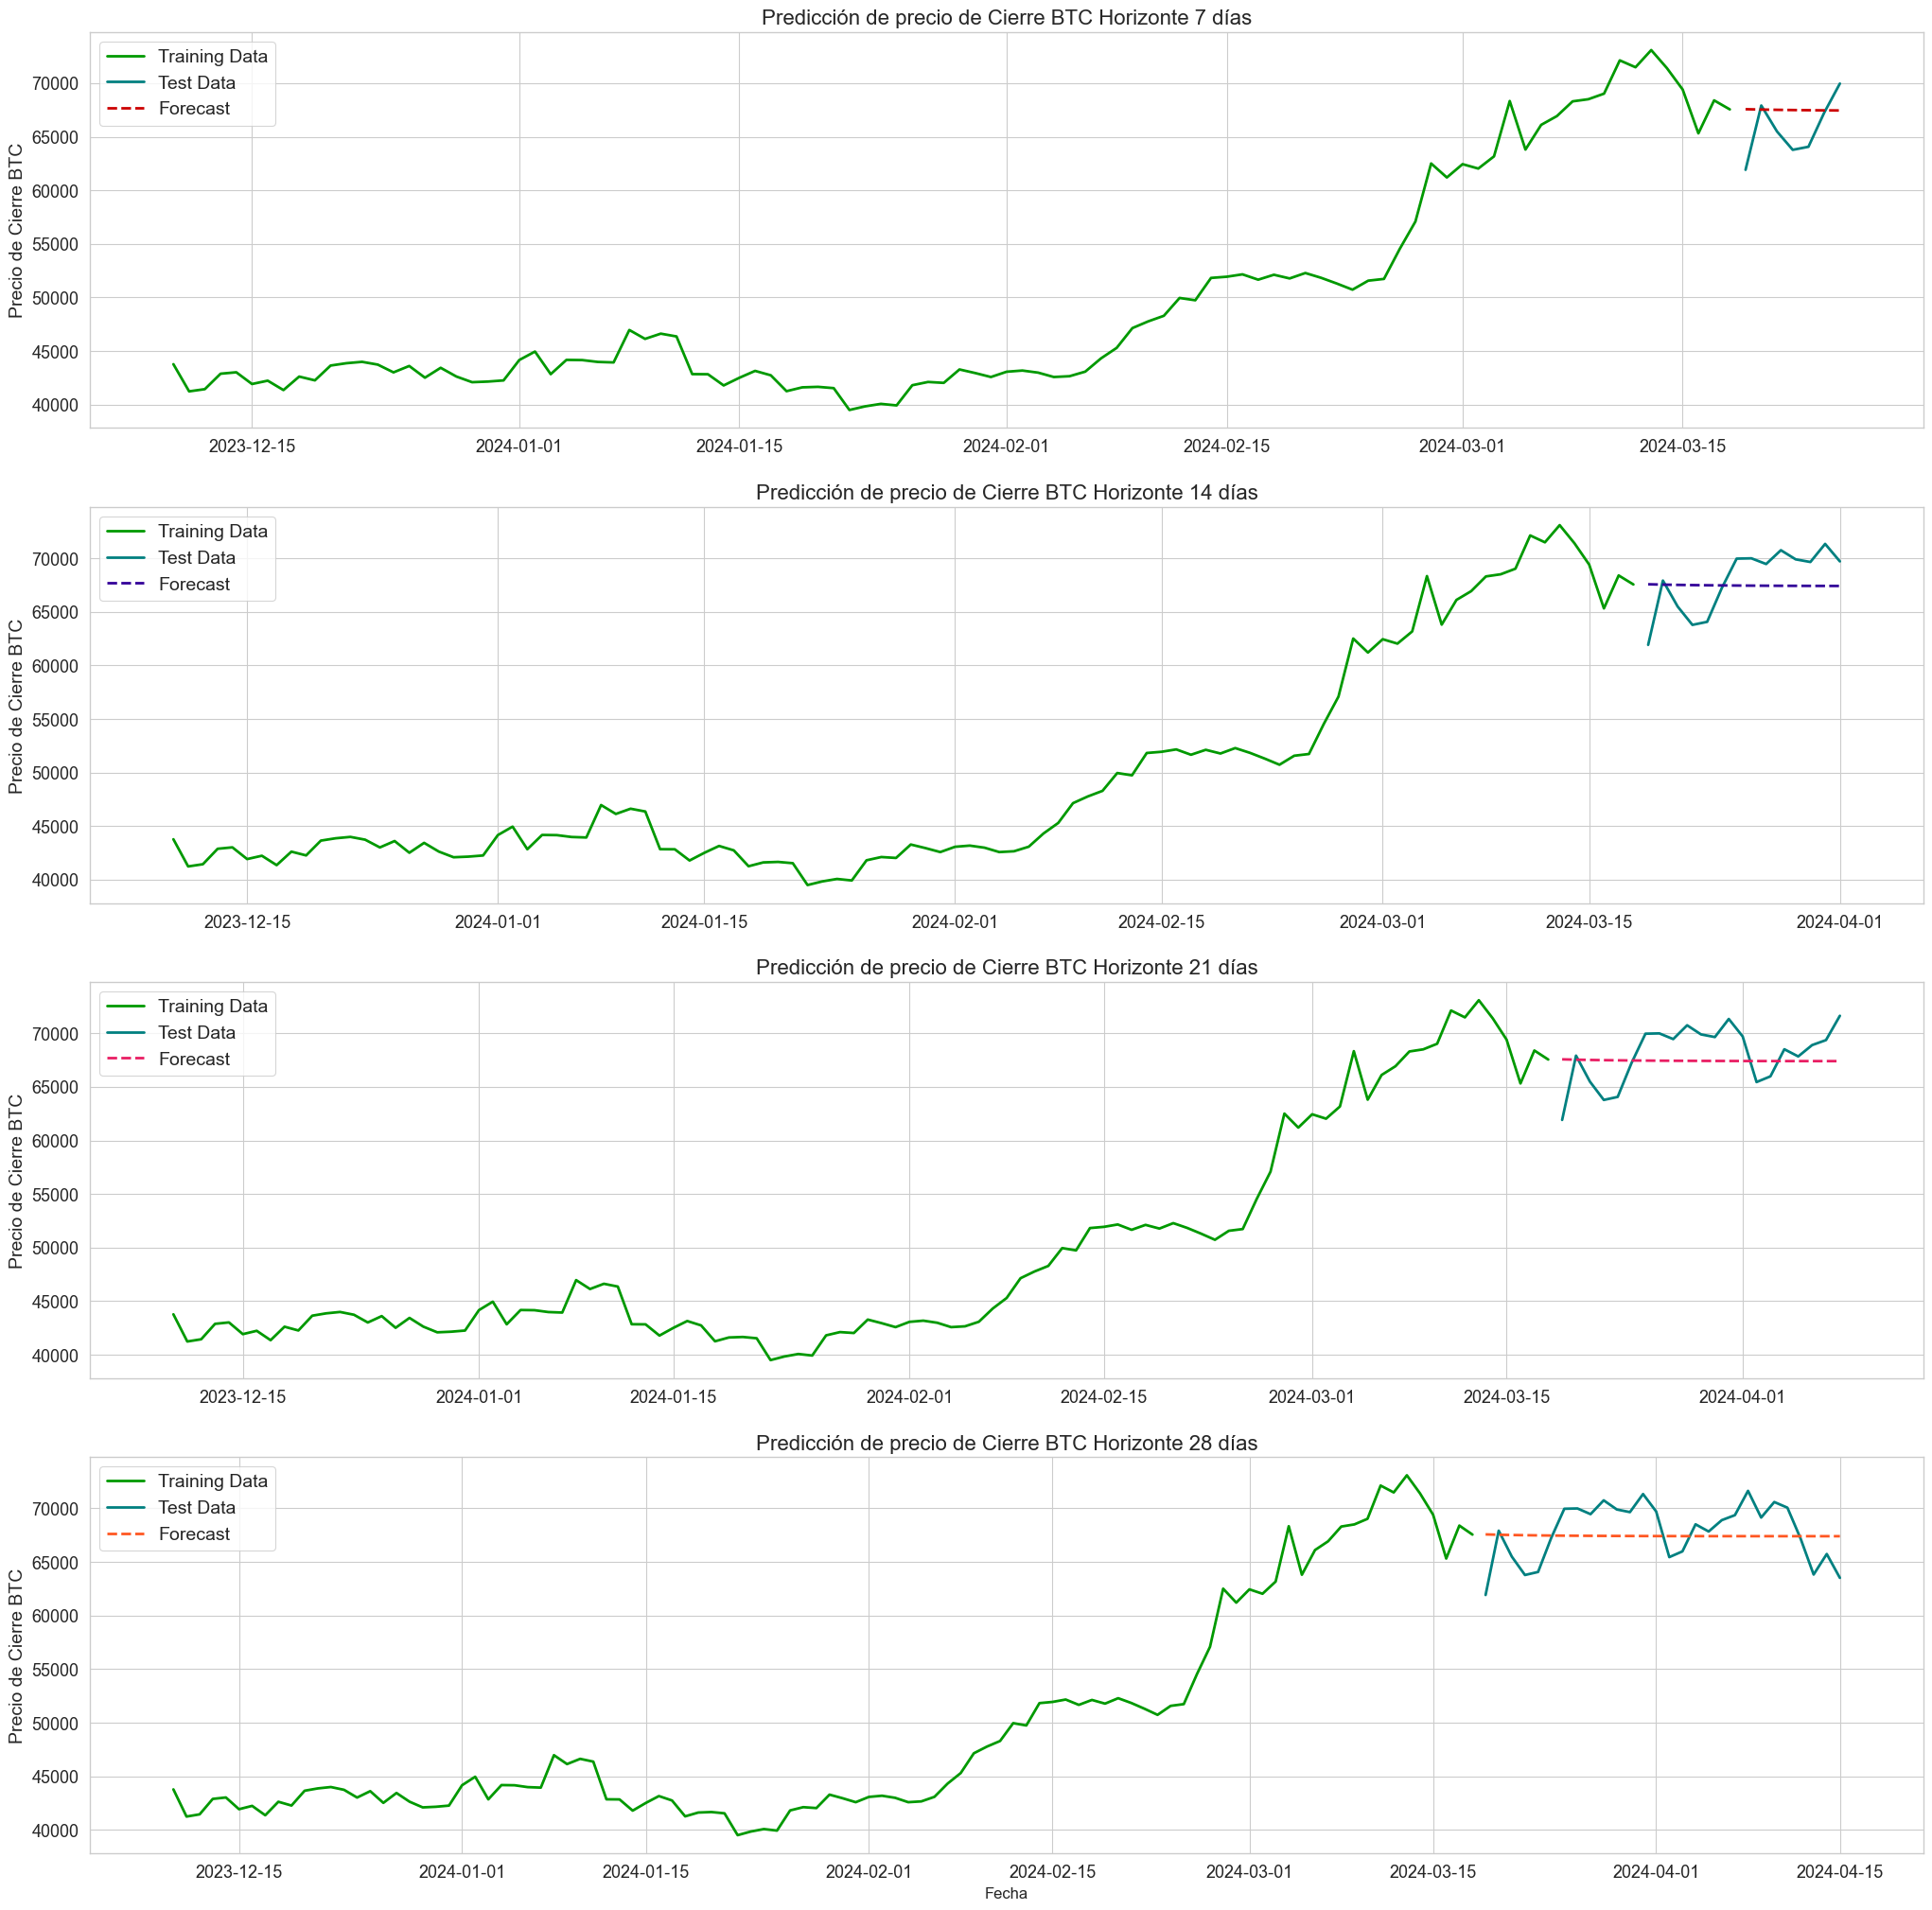 Predicción de precio de Cierre BTC Horizonte 7 días
Training Data
Test Data
Forecast
Precio de Cierre BTC
70000
65000
60000
55000
50000
45000
40000
2023-12-15 2024-01-01 2024-01-15 2024-02-01 2024-02-15 2024-03-01 2024-03-15
Predicción de precio de Cierre BTC Horizonte 14 días
Training Data
Test Data
Forecast
Precio de Cierre BTC
70000
65000
60000
55000
50000
45000
40000
2023-12-15 2024-01-01 2024-01-15 2024-02-01 2024-02-15 2024-03-01 2024-03-15 2024-04-01
Predicción de precio de Cierre BTC Horizonte 21 días
Training Data
Test Data
Forecast
Precio de Cierre BTC
70000
65000
60000
55000
50000
45000
40000
2023-12-15 2024-01-01 2024-01-15 2024-02-01 2024-02-15 2024-03-01 2024-03-15 2024-04-01
Predicción de precio de Cierre BTC Horizonte 28 días
Training Data
Test Data
Forecast
Precio de Cierre BTC
70000
65000
60000
55000
50000
45000
40000
2023-12-15 2024-01-01 2024-01-15 2024-02-01 2024-02-15 2024-03-01 2024-03-15 2024-04-01 2024-04-15
Fecha